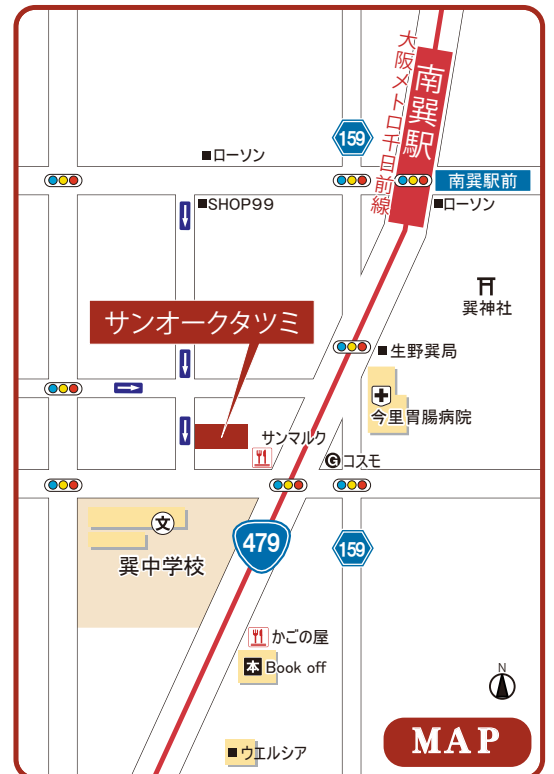 南巽駅
大阪メトロ千日前線
159
ローソン
南巽駅前
SHOP99
ローソン
巽神社
サンオークタツミ
生野巽局
今里胃腸病院
サンマルク
G コスモ
文
巽中学校
479
159
かごの屋
本 Book off
N
ウエルシア
MAP